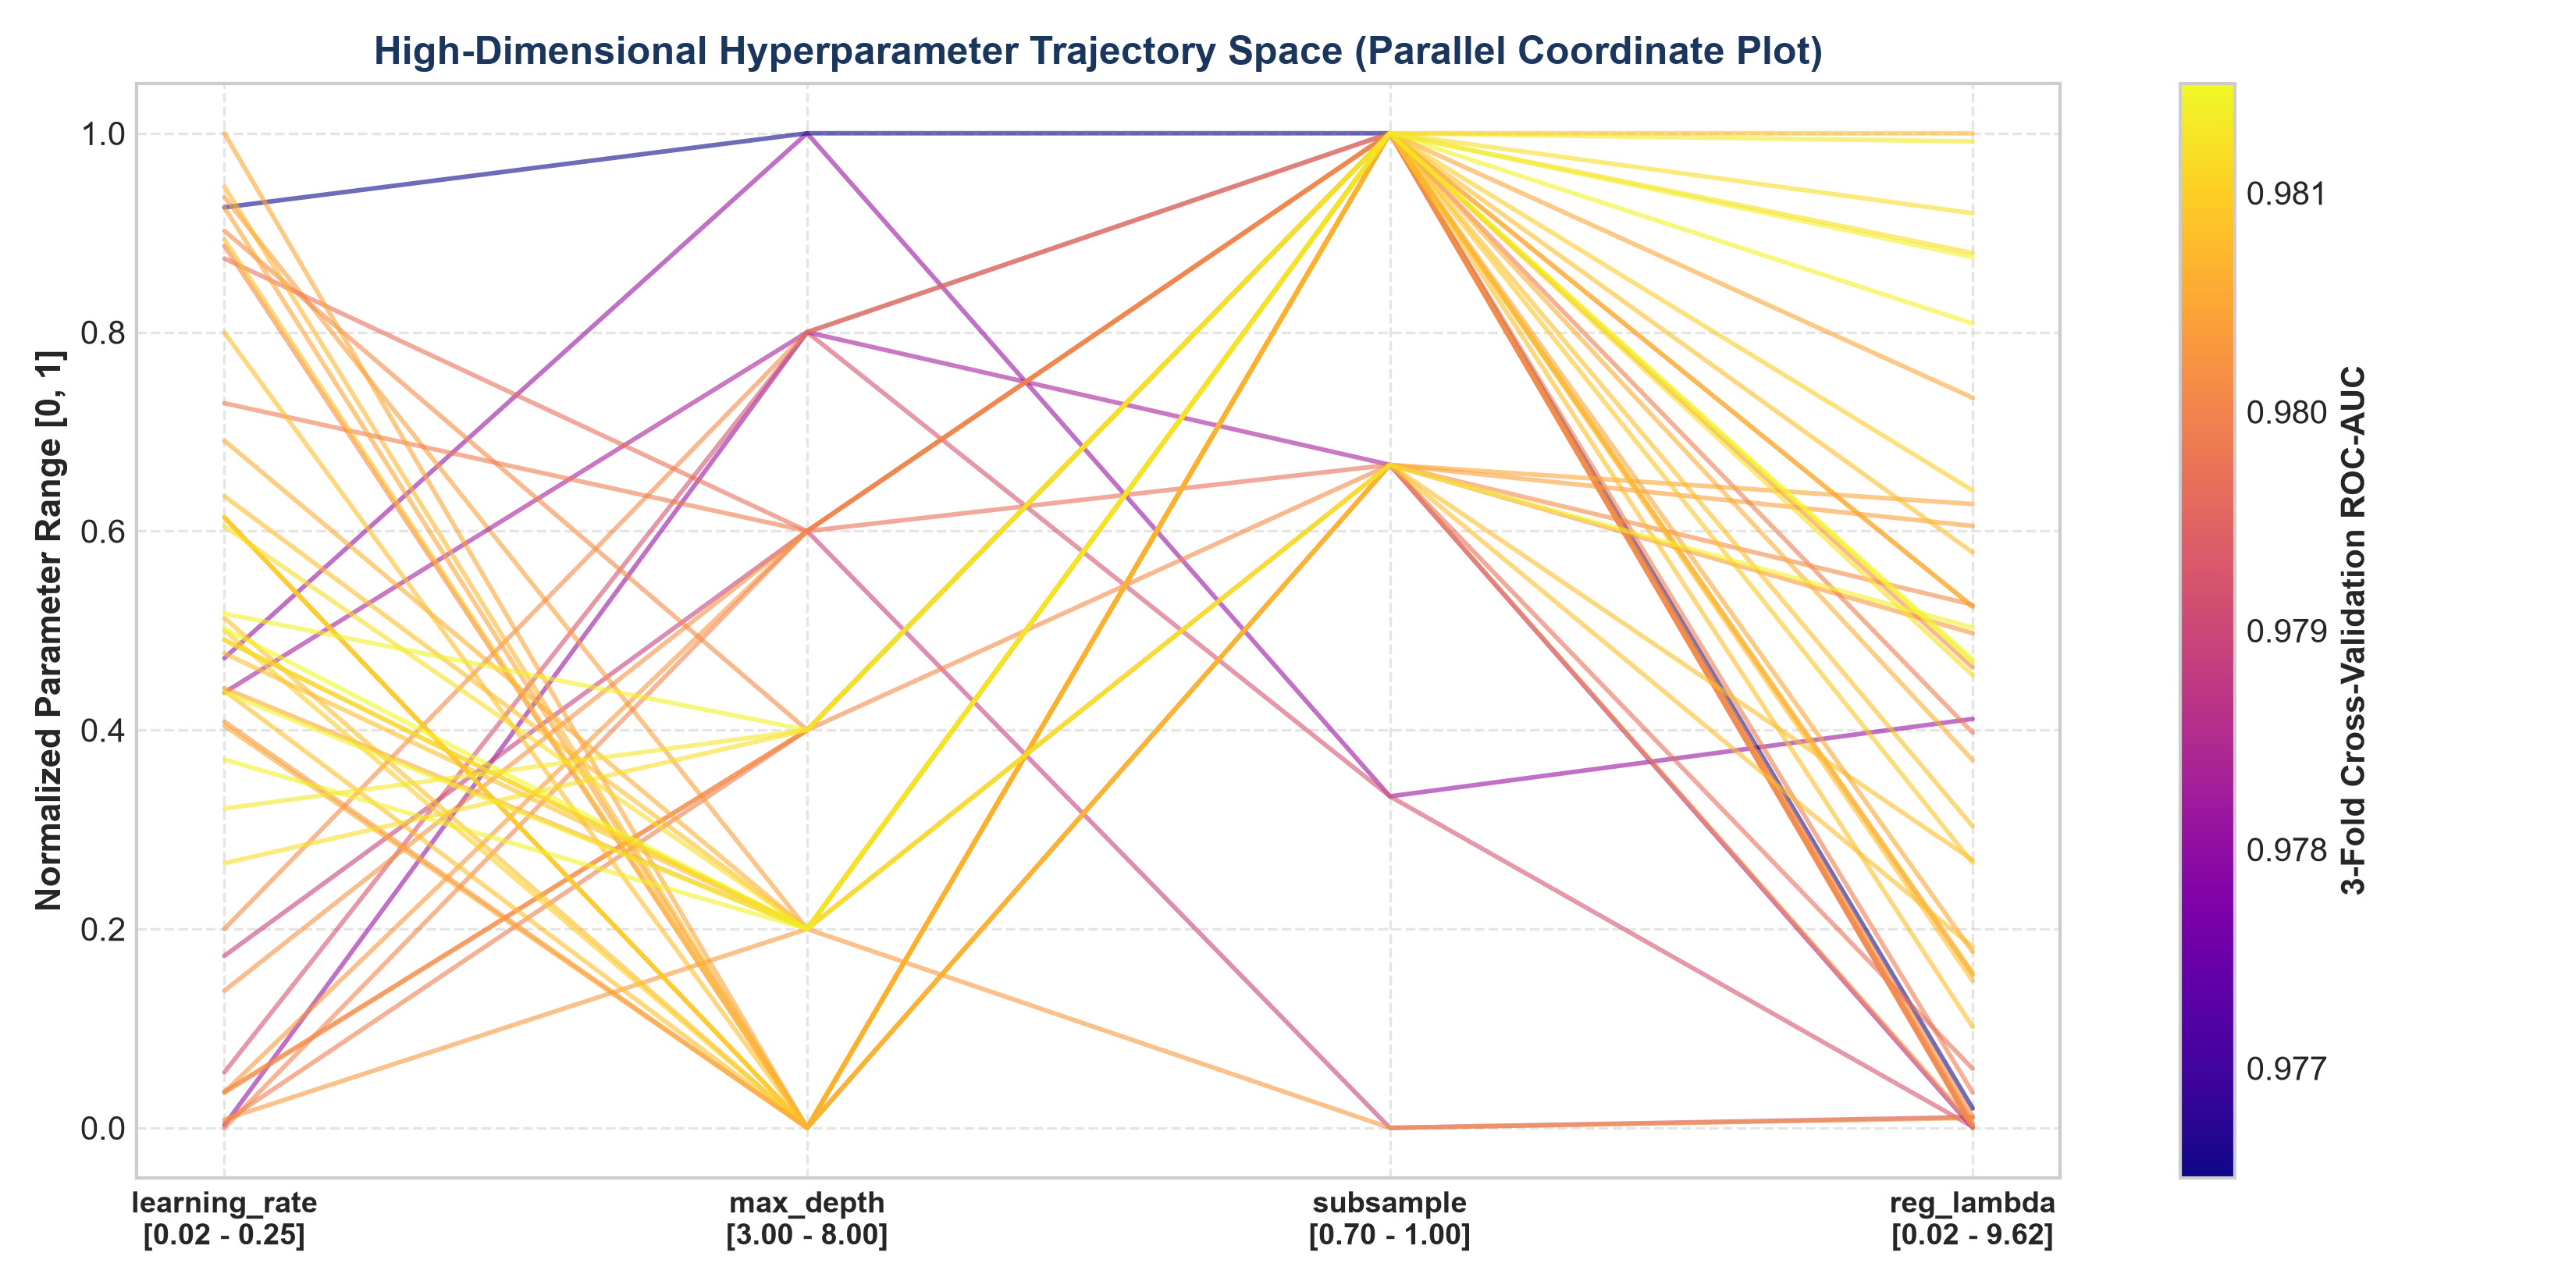 High-Dimensional Hyperparameter Trajectory Space (Parallel Coordinate Plot)
Normalized Parameter Range [0, 1]
1.0
0.8
0.6
0.4
0.2
0.0
learning_rate
[0.02 - 0.25]
max_depth
[3.00 - 8.00]
subsample
[0.70 - 1.00]
reg_lambda
[0.02 - 9.62]
0.981
0.980
0.979
0.978
0.977
3-Fold Cross-Validation ROC-AUC